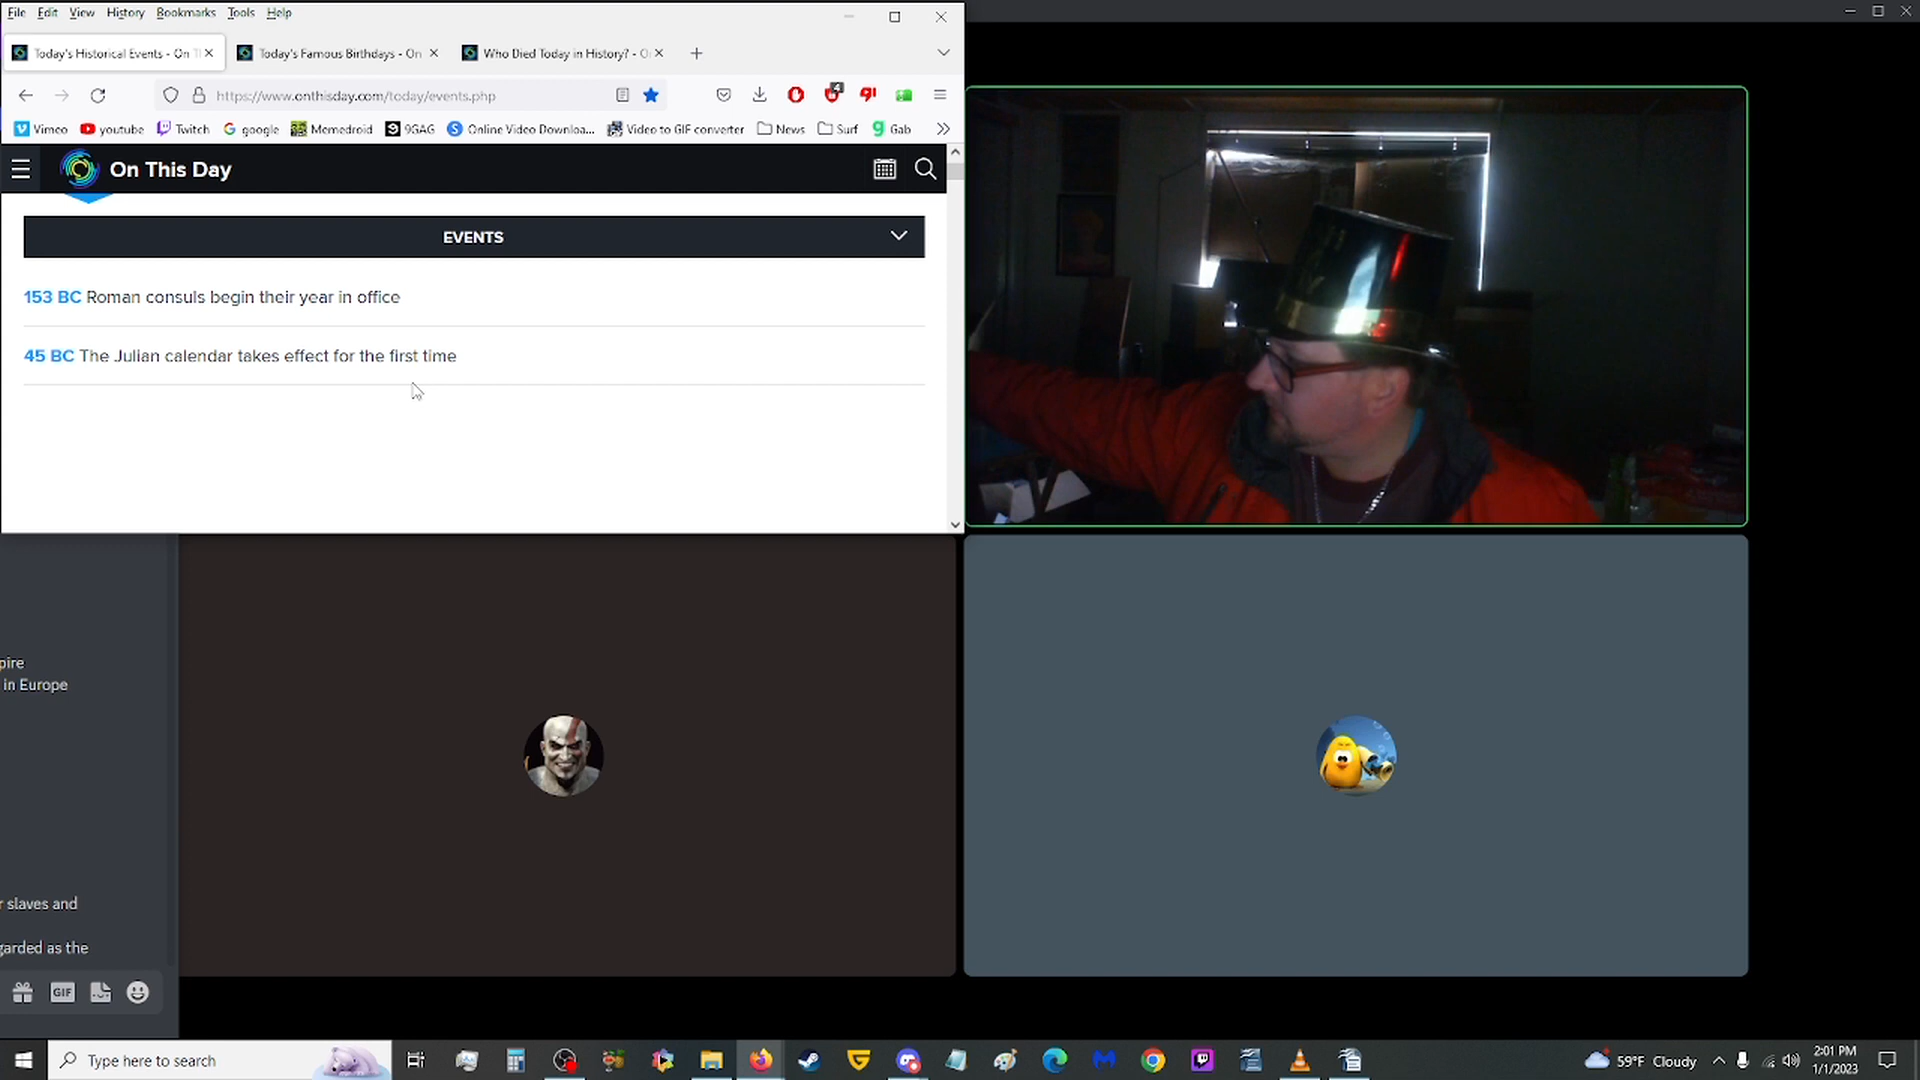 File Edit View History Bookmarks Tools Help
Today's Historical Events - On T
Today's Famous Birthdays - On
Who Died Today in History? - O
https://www.onthisday.com/today/events.php
4
Vimeo youtube Twitch google Memedroid 9GAG Online Video Downloa... Video to GIF converter News Surf Gab
On This Day
EVENTS
153 BC Roman consuls begin their year in office
45 BC The Julian calendar takes effect for the first time
pire
in Europe
r slaves and
garded as the
GIF
Type here to search
59°F Cloudy
2:01 PM
1/1/2023